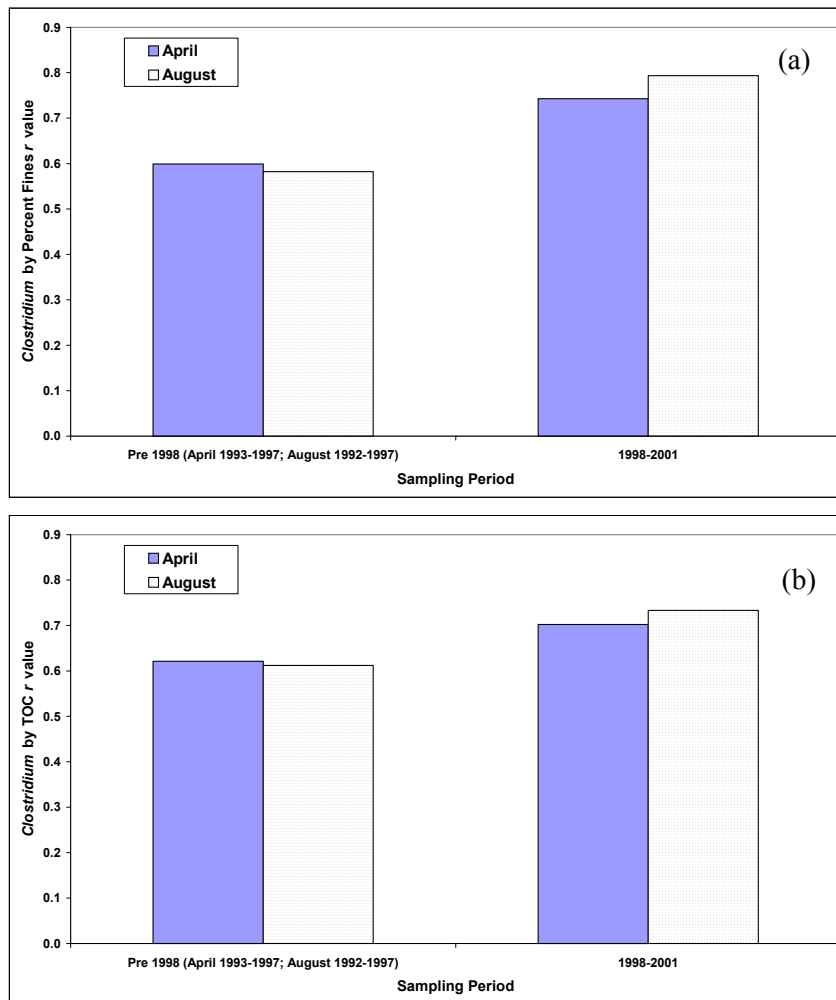 (a)
April
August
0.9
0.8
0.7
0.6
0.5
0.4
0.3
0.2
0.1
0.0
Clostridium by Percent Fines r value
Pre 1998 (April 1993-1997; August 1992-1997)
1998-2001
Sampling Period
(b)
April
August
0.9
0.8
0.7
0.6
0.5
0.4
0.3
0.2
0.1
0.0
Clostridium by TOC r value
Pre 1998 (April 1993-1997; August 1992-1997)
1998-2001
Sampling Period